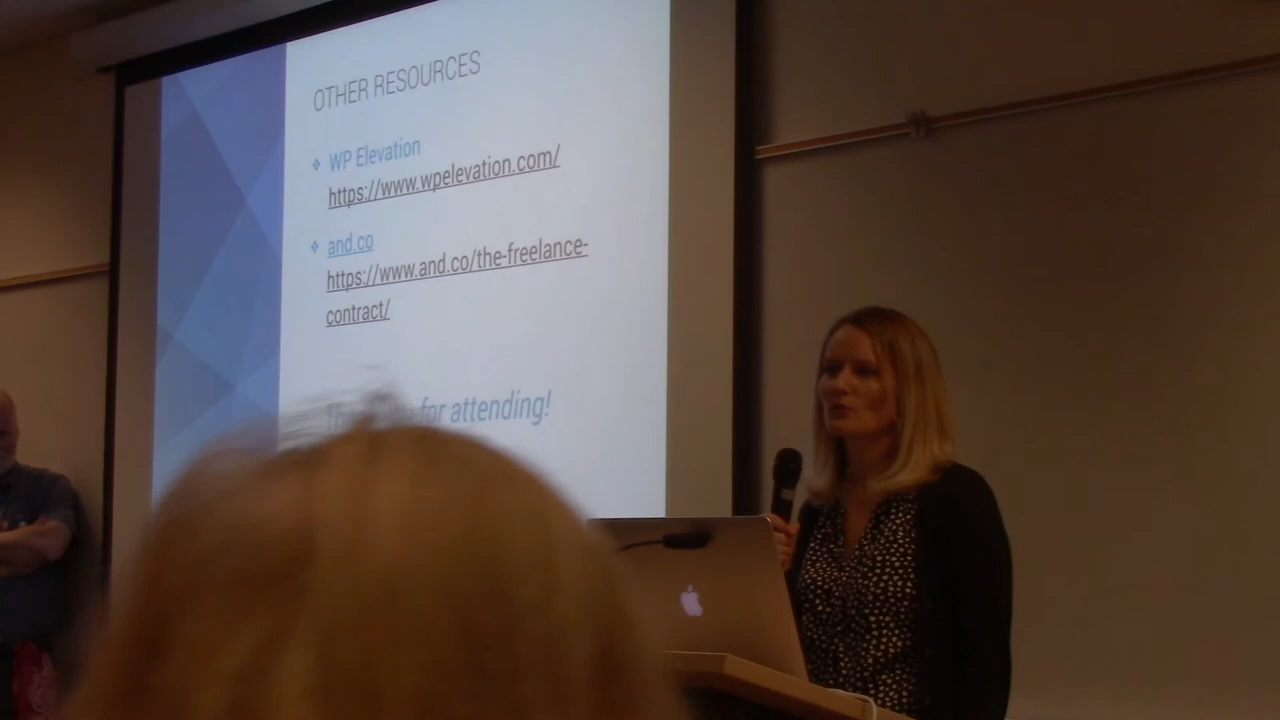 OTHER RESOURCES
WP Elevation
https://www.wpelevation.com/
and.co
https://www.and.co/the-freelance-
contract/
for attending!